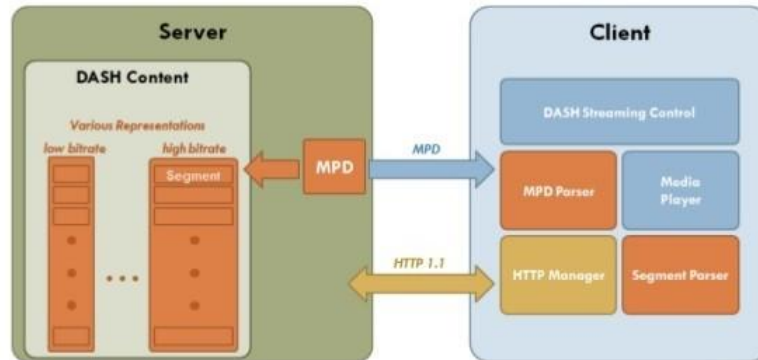 Server
DASH Content
Various Representations
low bitrate
high bitrate
Segment
MPD
MPD
HTTP 1.1
Client
DASH Streaming Control
MPD Parser
Media
Player
HTTP Manager
Segment Parser